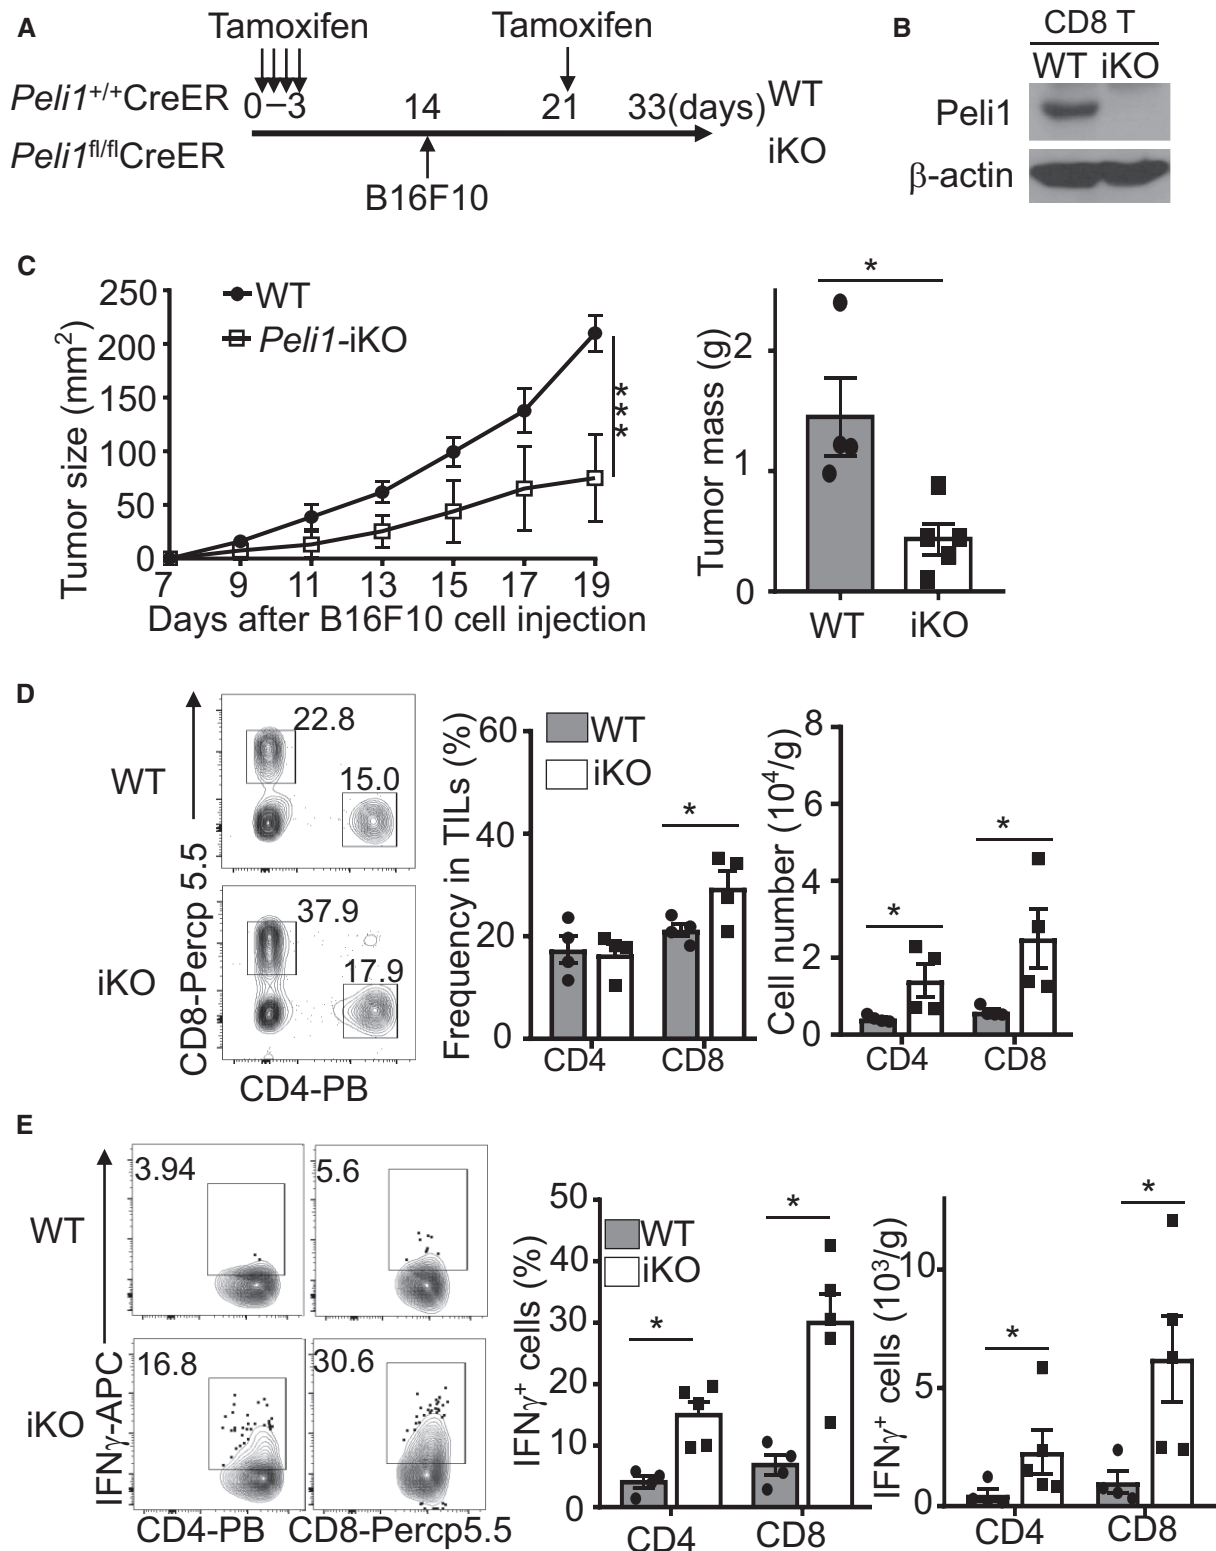 A
Tamoxifen Tamoxifen
Peli1+/+CreER 0–3 14 21 33(days) WT
Peli1fl/flCreER iKO
B16F10
B
CD8 T
WT iKO
Peli1
β-actin
C
250
200
150
100
50
0
Tumor size (mm2)
WT
Peli1-iKO
***
7 9 11 13 15 17 19
Days after B16F10 cell injection
*
Tumor mass (g)
2
1
0
WT iKO
D
WT
22.8
15.0
iKO
37.9
17.9
CD8-Percp 5.5
CD4-PB
Frequency in TILs (%)
60
40
20
0
WT
iKO
*
CD4 CD8
Cell number (104/g)
8
6
4
2
0
*
*
CD4 CD8
E
WT
3.94
5.6
iKO
16.8
30.6
IFNγ-APC
CD4-PB CD8-Percp5.5
IFNγ+ cells (%)
50
40
30
20
10
0
WT
iKO
*
*
CD4 CD8
IFNγ+ cells (103/g)
10
5
0
*
*
CD4 CD8